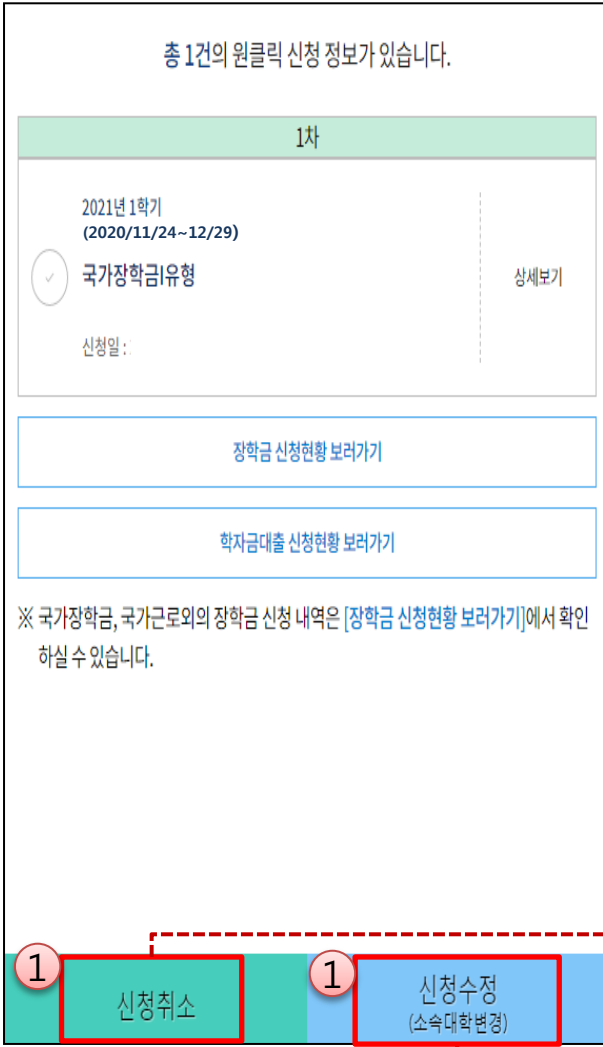 총 1건의 원클릭 신청 정보가 있습니다.
1차
2021년 1학기
(2020/11/24~12/29)
국가장학금I유형
상세보기
신청일 :
장학금 신청현황 보러가기
학자금대출 신청현황 보러가기
※ 국가장학금, 국가근로외의 장학금 신청 내역은 [장학금 신청현황 보러가기]에서 확인
하실 수 있습니다.
1
신청취소
1
신청수정
(소속대학변경)